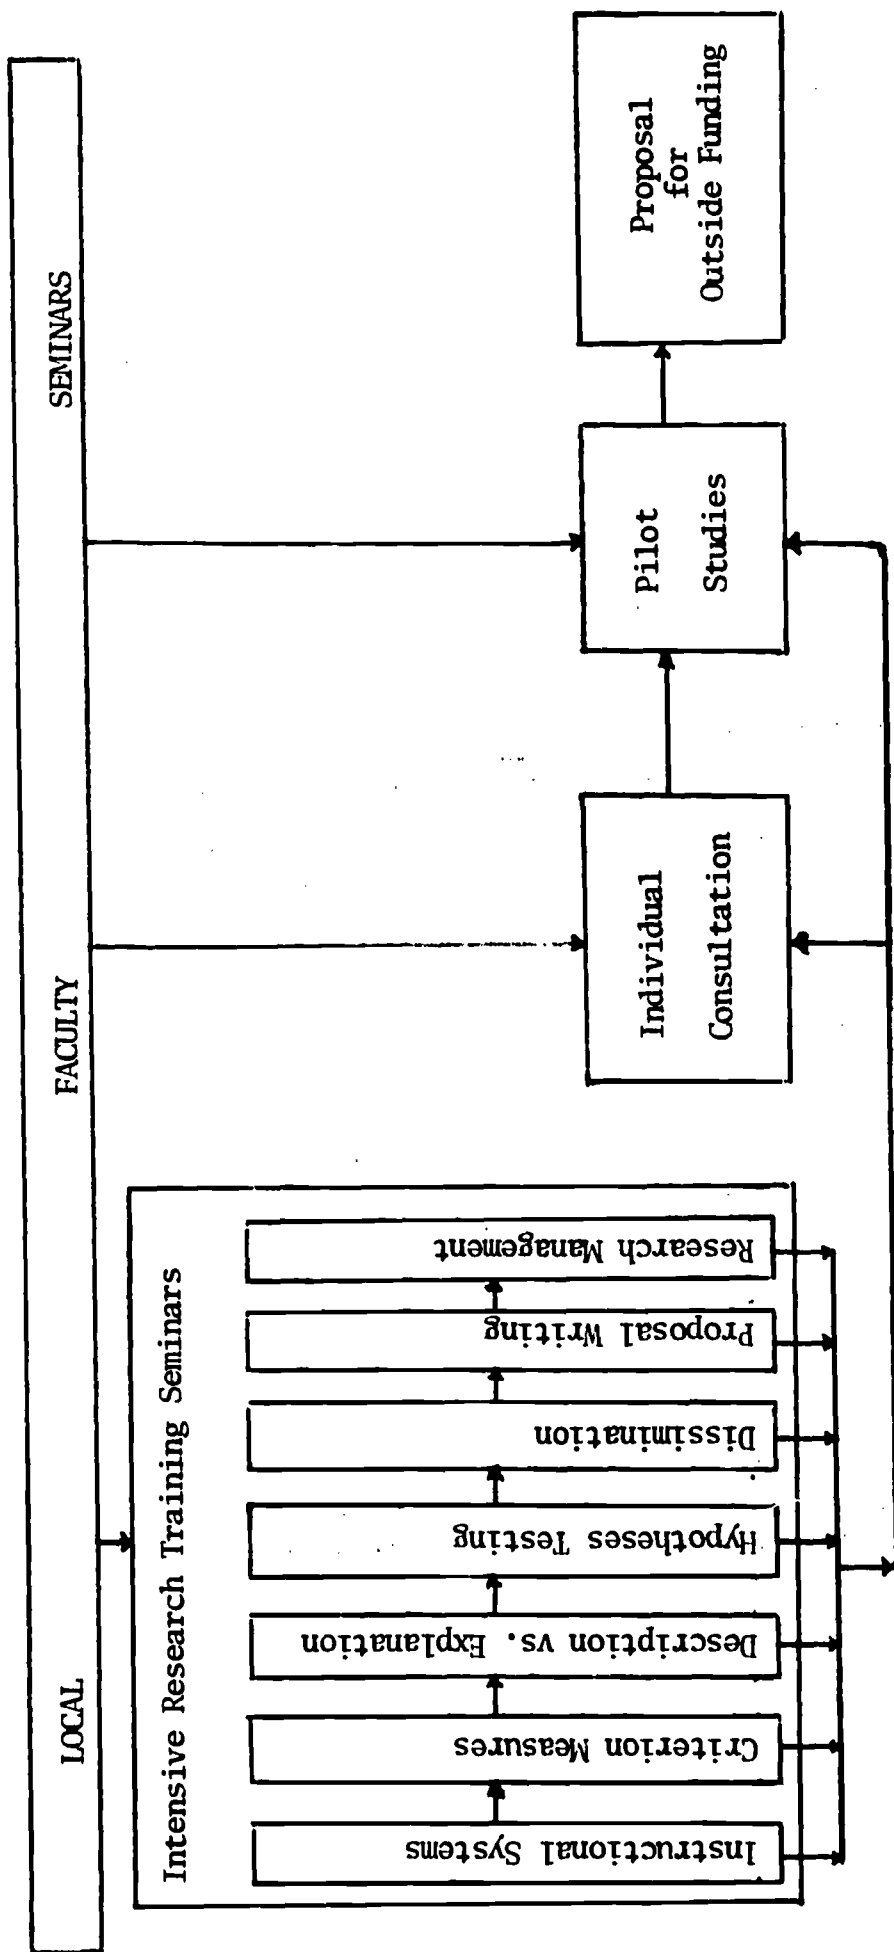 LOCAL FACULTY SEMINARS
Intensive Research Training Seminars
Instructional Systems
Criterion Measures
Description vs. Explanation
Hypotheses Testing
Dissimination
Proposal Writing
Research Management
Individual
Consultation
Pilot
Studies
Proposal
for
Outside Funding